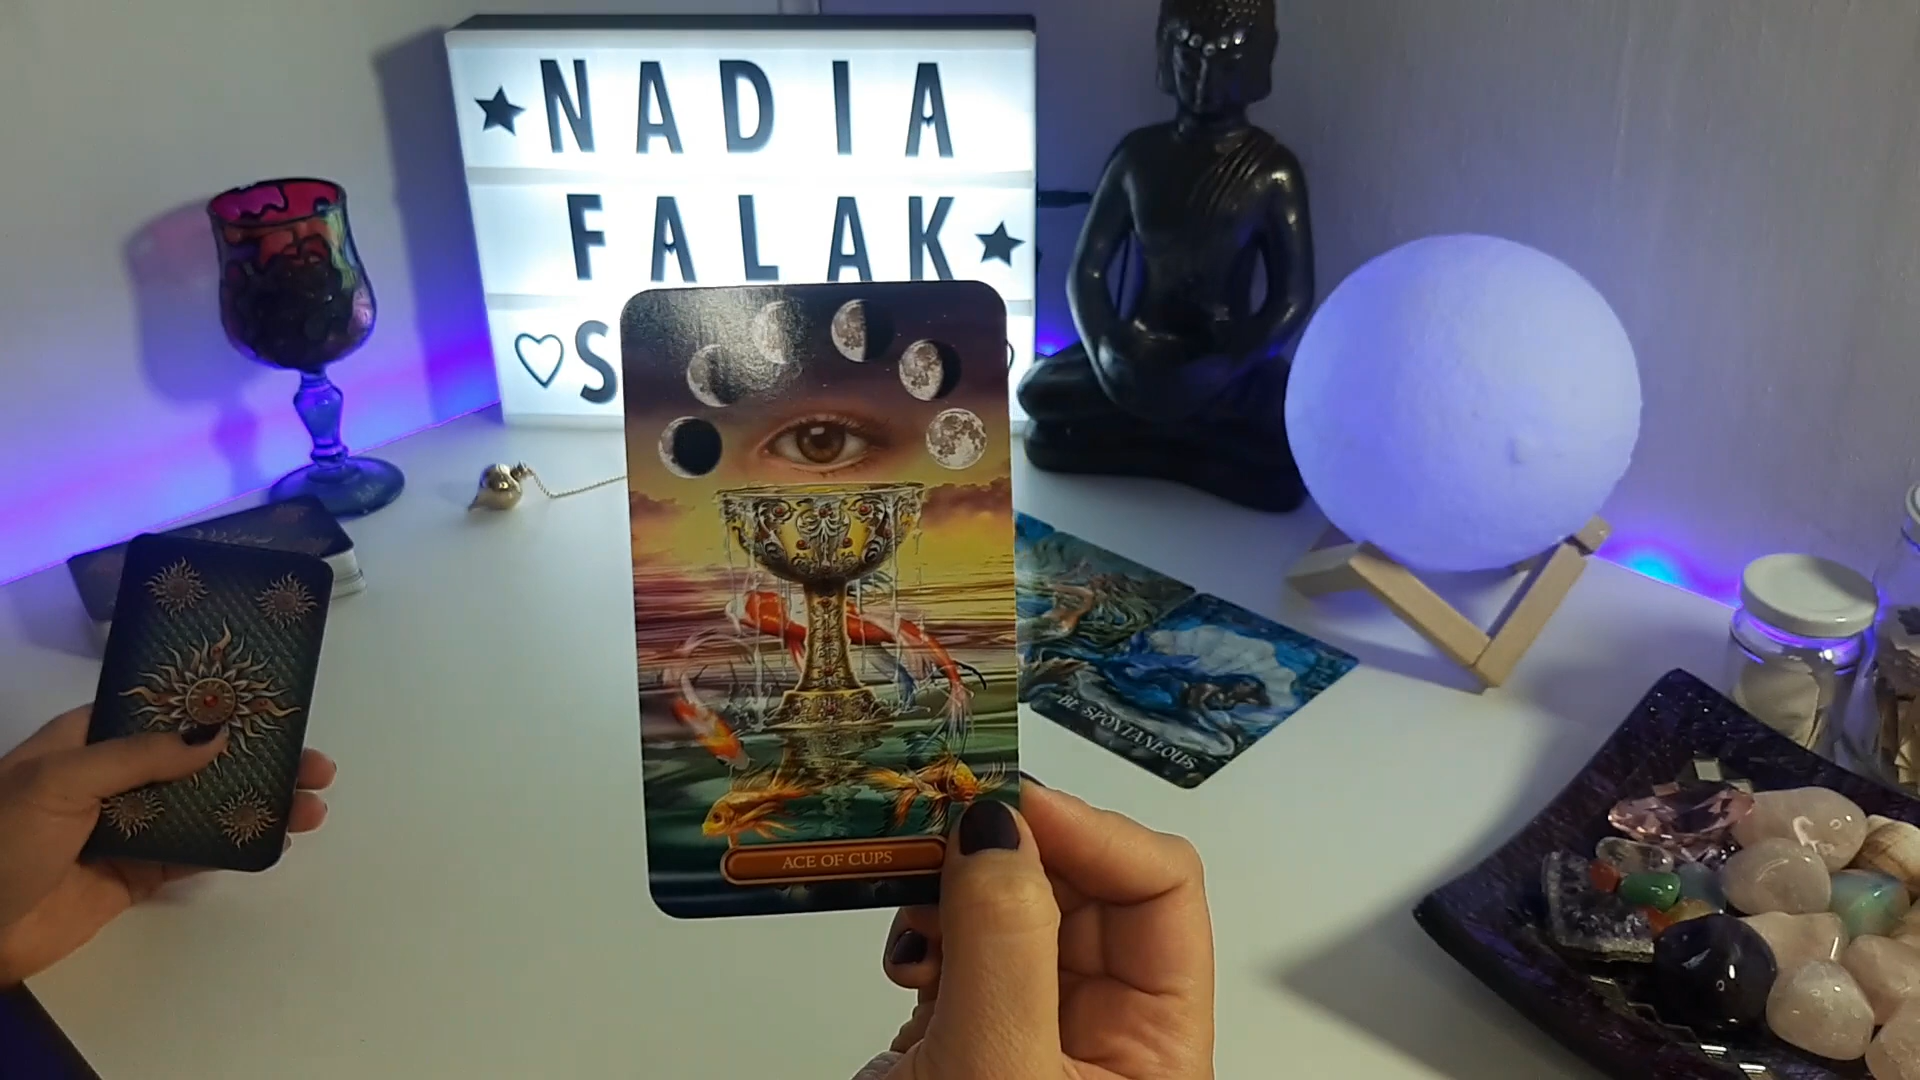 ★ NADIA
FALAK ★
♡ S
ACE OF CUPS
BE SPONTANEOUS